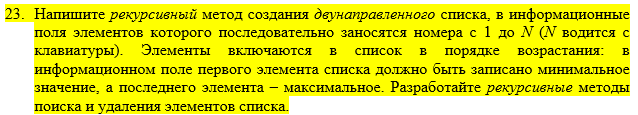 23. Напишите рекурсивный метод создания двунаправленного списка, в информационные
поля элементов которого последовательно заносятся номера с 1 до N (N водится с
клавиатуры). Элементы включаются в список в порядке возрастания: в
информационном поле первого элемента списка должно быть записано минимальное
значение, а последнего элемента – максимальное. Разработайте рекурсивные методы
поиска и удаления элементов списка.